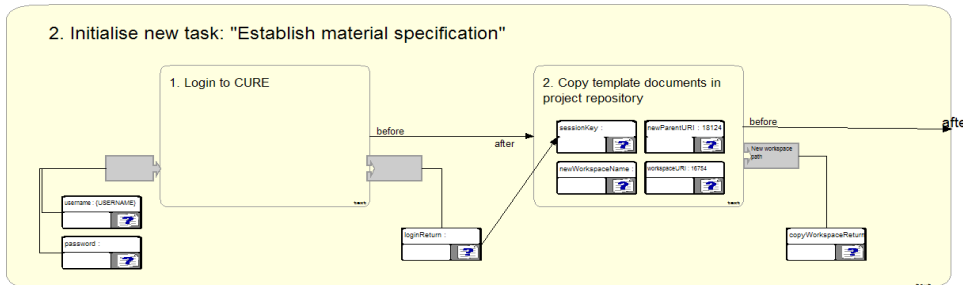 2. Initialise new task: "Establish material specification"
1. Login to CURE
2. Copy template documents in
project repository
before
after
sessionKey :
newParentURI : 18124
before
after
New workspace
path
newWorkspaceName :
workspaceURI : 16754
username : (USERNAME)
password :
loginReturn :
copyWorkspaceReturn